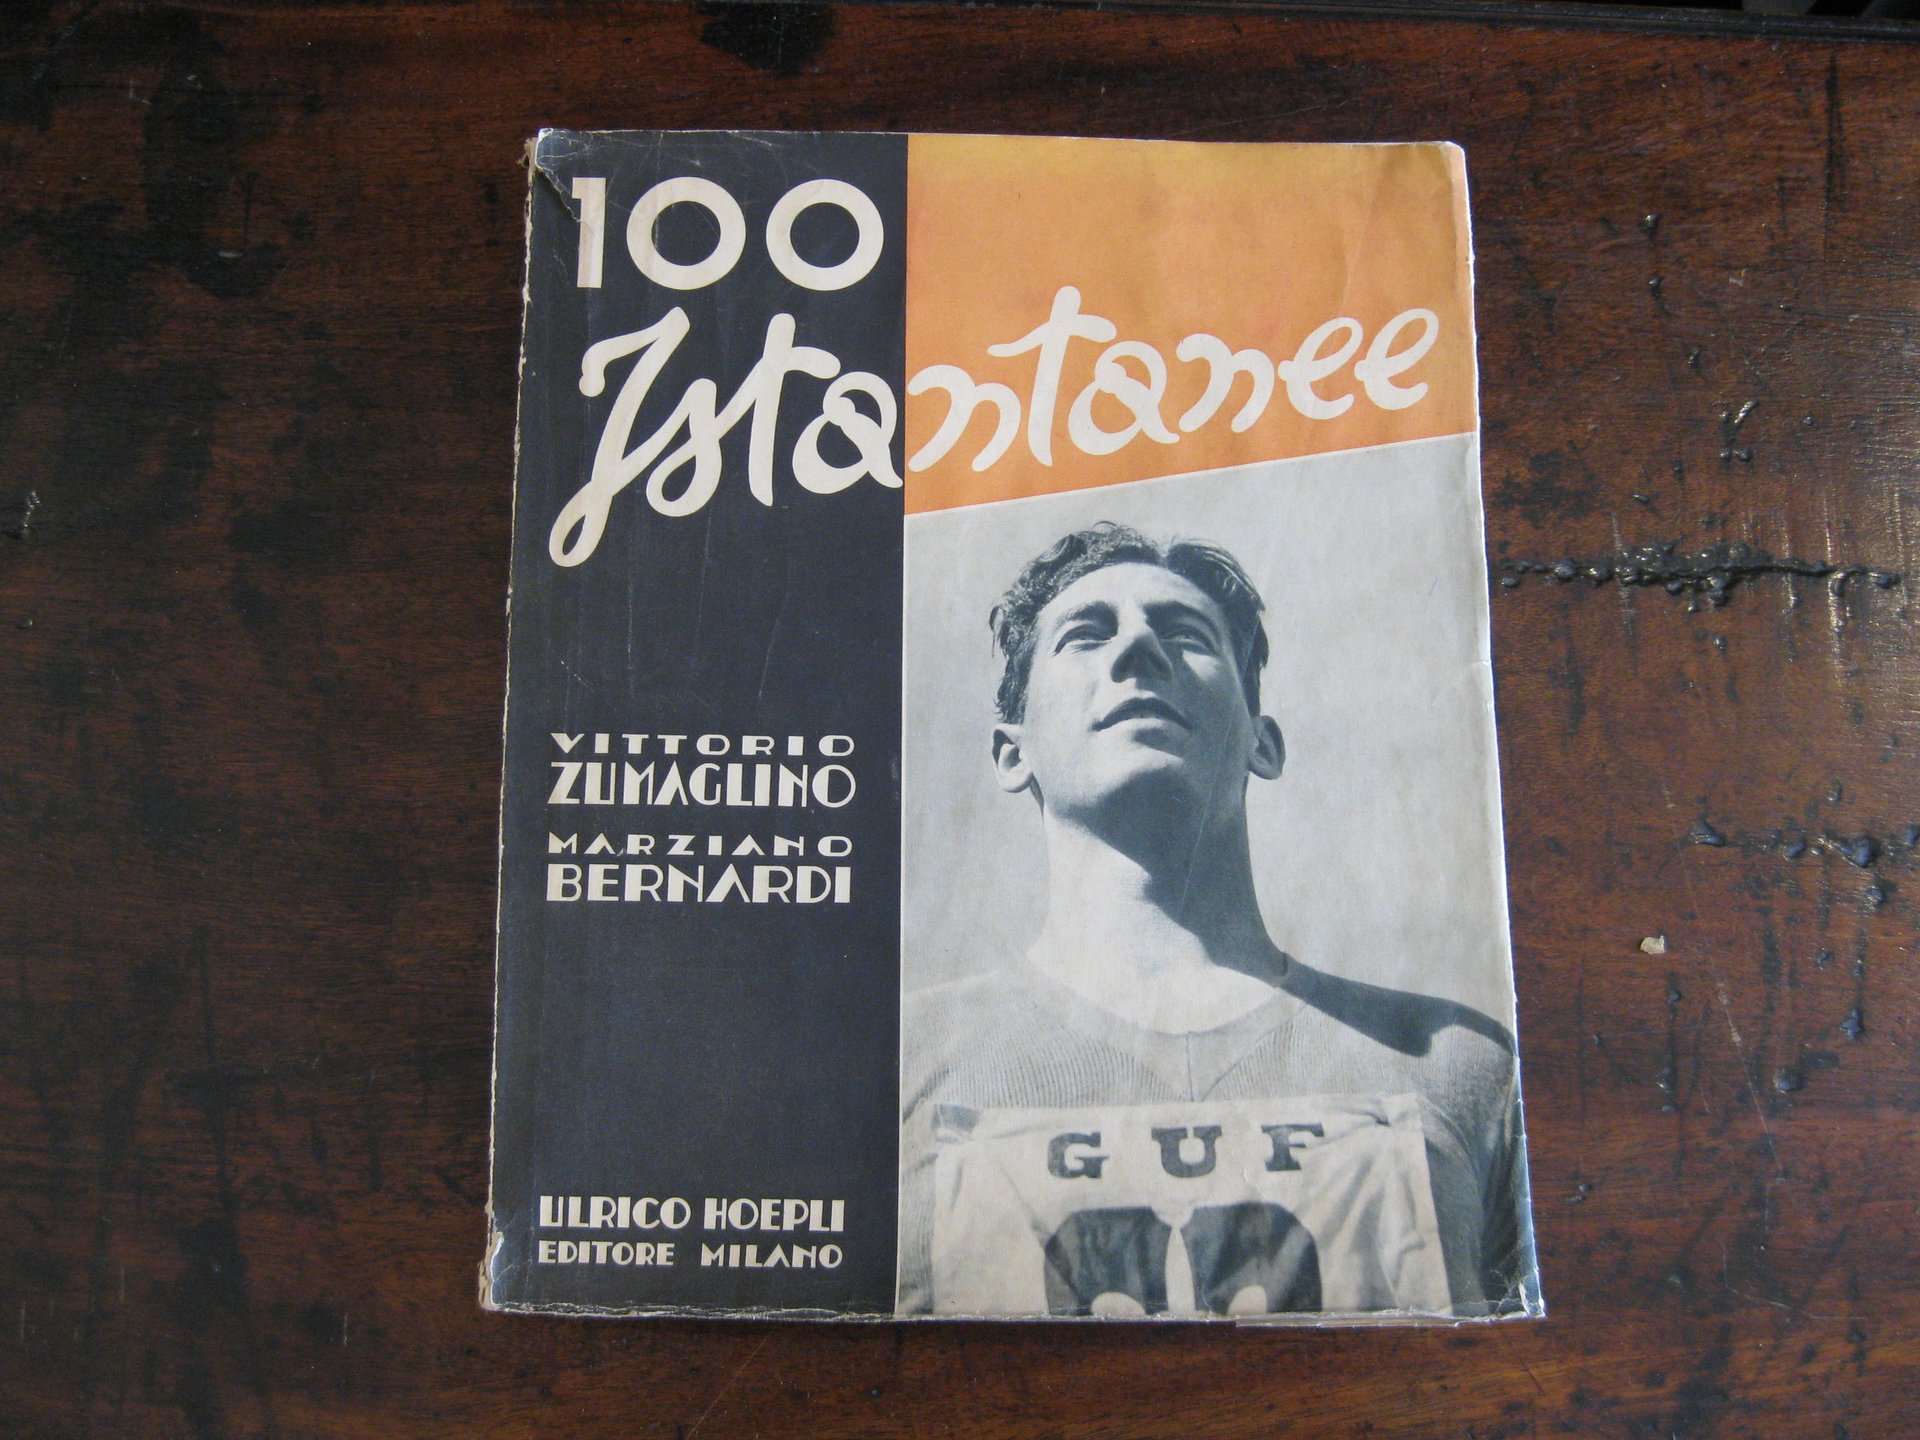 100
Istantanee
VITTORIO
ZUMAGLINO
MARZIANO
BERNARDI
ULRICO HOEPLI
EDITORE MILANO
GUF